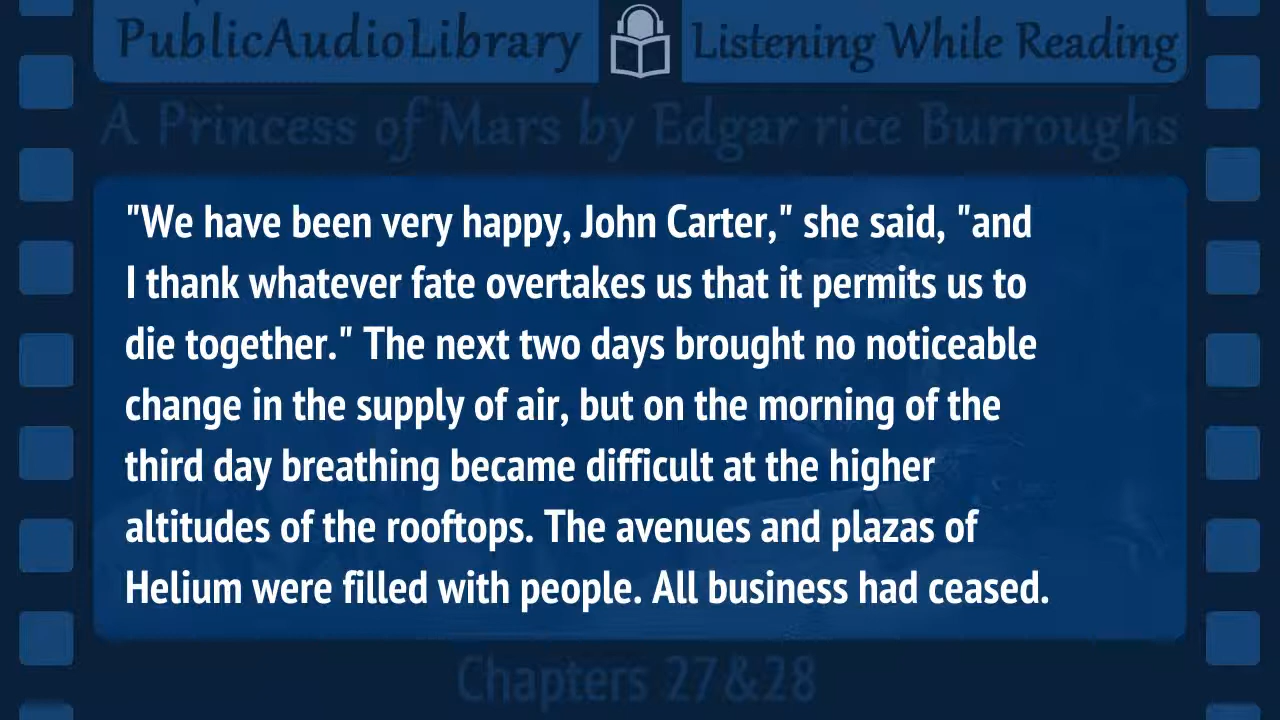 PublicAudioLibrary Listening While Reading
A Princess of Mars by Edgar rice Burroughs
"We have been very happy, John Carter," she said, "and
I thank whatever fate overtakes us that it permits us to
die together." The next two days brought no noticeable
change in the supply of air, but on the morning of the
third day breathing became difficult at the higher
altitudes of the rooftops. The avenues and plazas of
Helium were filled with people. All business had ceased.
Chapters 27&28